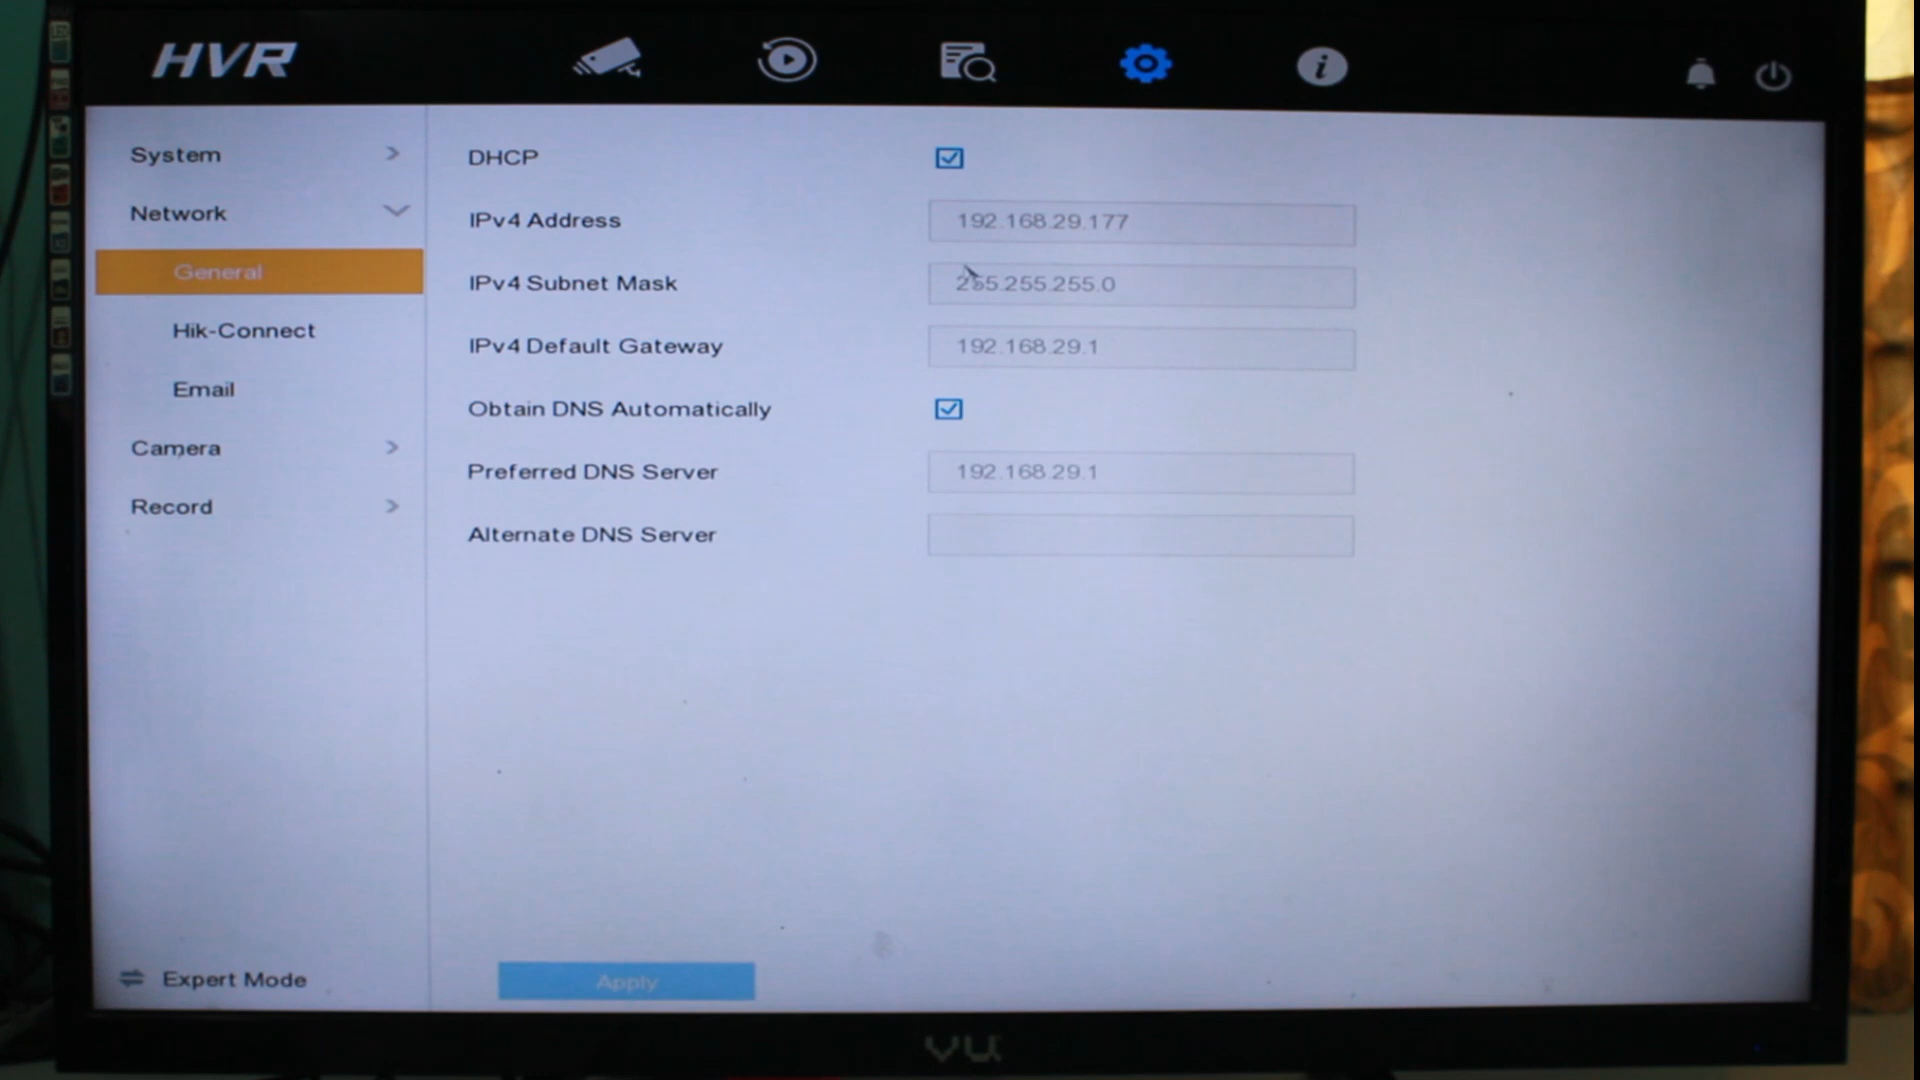 HVR
System
Network
General
Hik-Connect
Email
Camera
Record
Expert Mode
DHCP
IPv4 Address 192.168.29.177
IPv4 Subnet Mask 255.255.255.0
IPv4 Default Gateway 192.168.29.1
Obtain DNS Automatically
Preferred DNS Server 192.168.29.1
Alternate DNS Server
Apply
VU